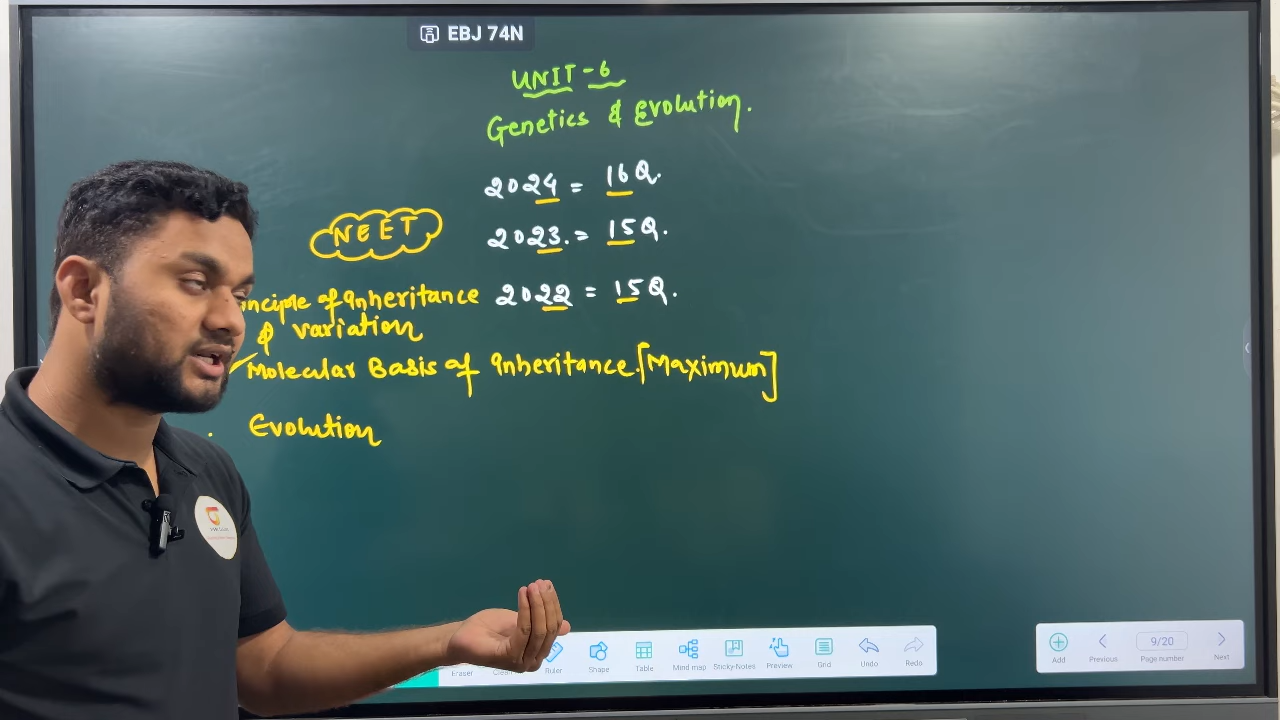 EBJ 74N
UNIT-6
Genetics & Evolution.
2024 = 16Q.
NEET
2023. = 15Q.
2022 = 15Q.
nciple of Inheritance
& variation
Molecular Basis of Inheritance. [Maximum]
Evolution
Eraser
Ruler
Shape
Table
Mind map
Sticky-Notes
Preview
Grid
Undo
Redo
Add
Previous
9/20
Page number
Next